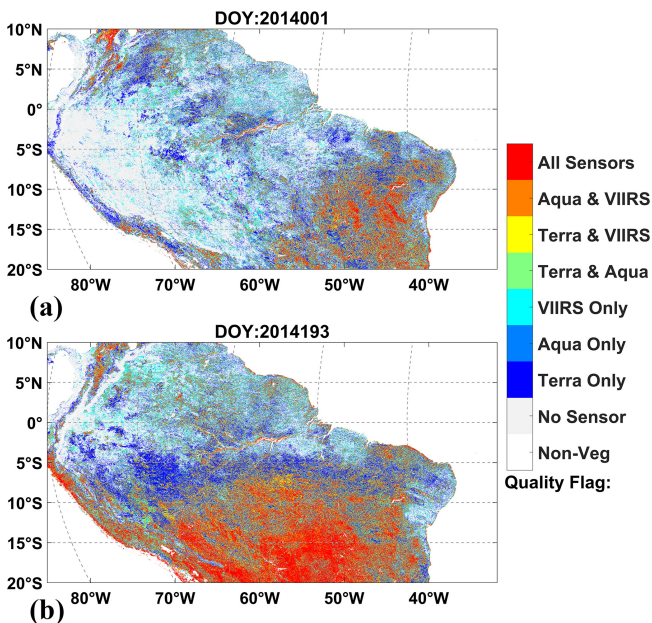 DOY:2014001
10°N
5°N
0°
5°S
10°S
15°S
20°S
80°W 70°W 60°W 50°W 40°W
(a)
DOY:2014193
10°N
5°N
0°
5°S
10°S
15°S
20°S
80°W 70°W 60°W 50°W 40°W
(b)
All Sensors
Aqua & VIIRS
Terra & VIIRS
Terra & Aqua
VIIRS Only
Aqua Only
Terra Only
No Sensor
Non-Veg
Quality Flag: